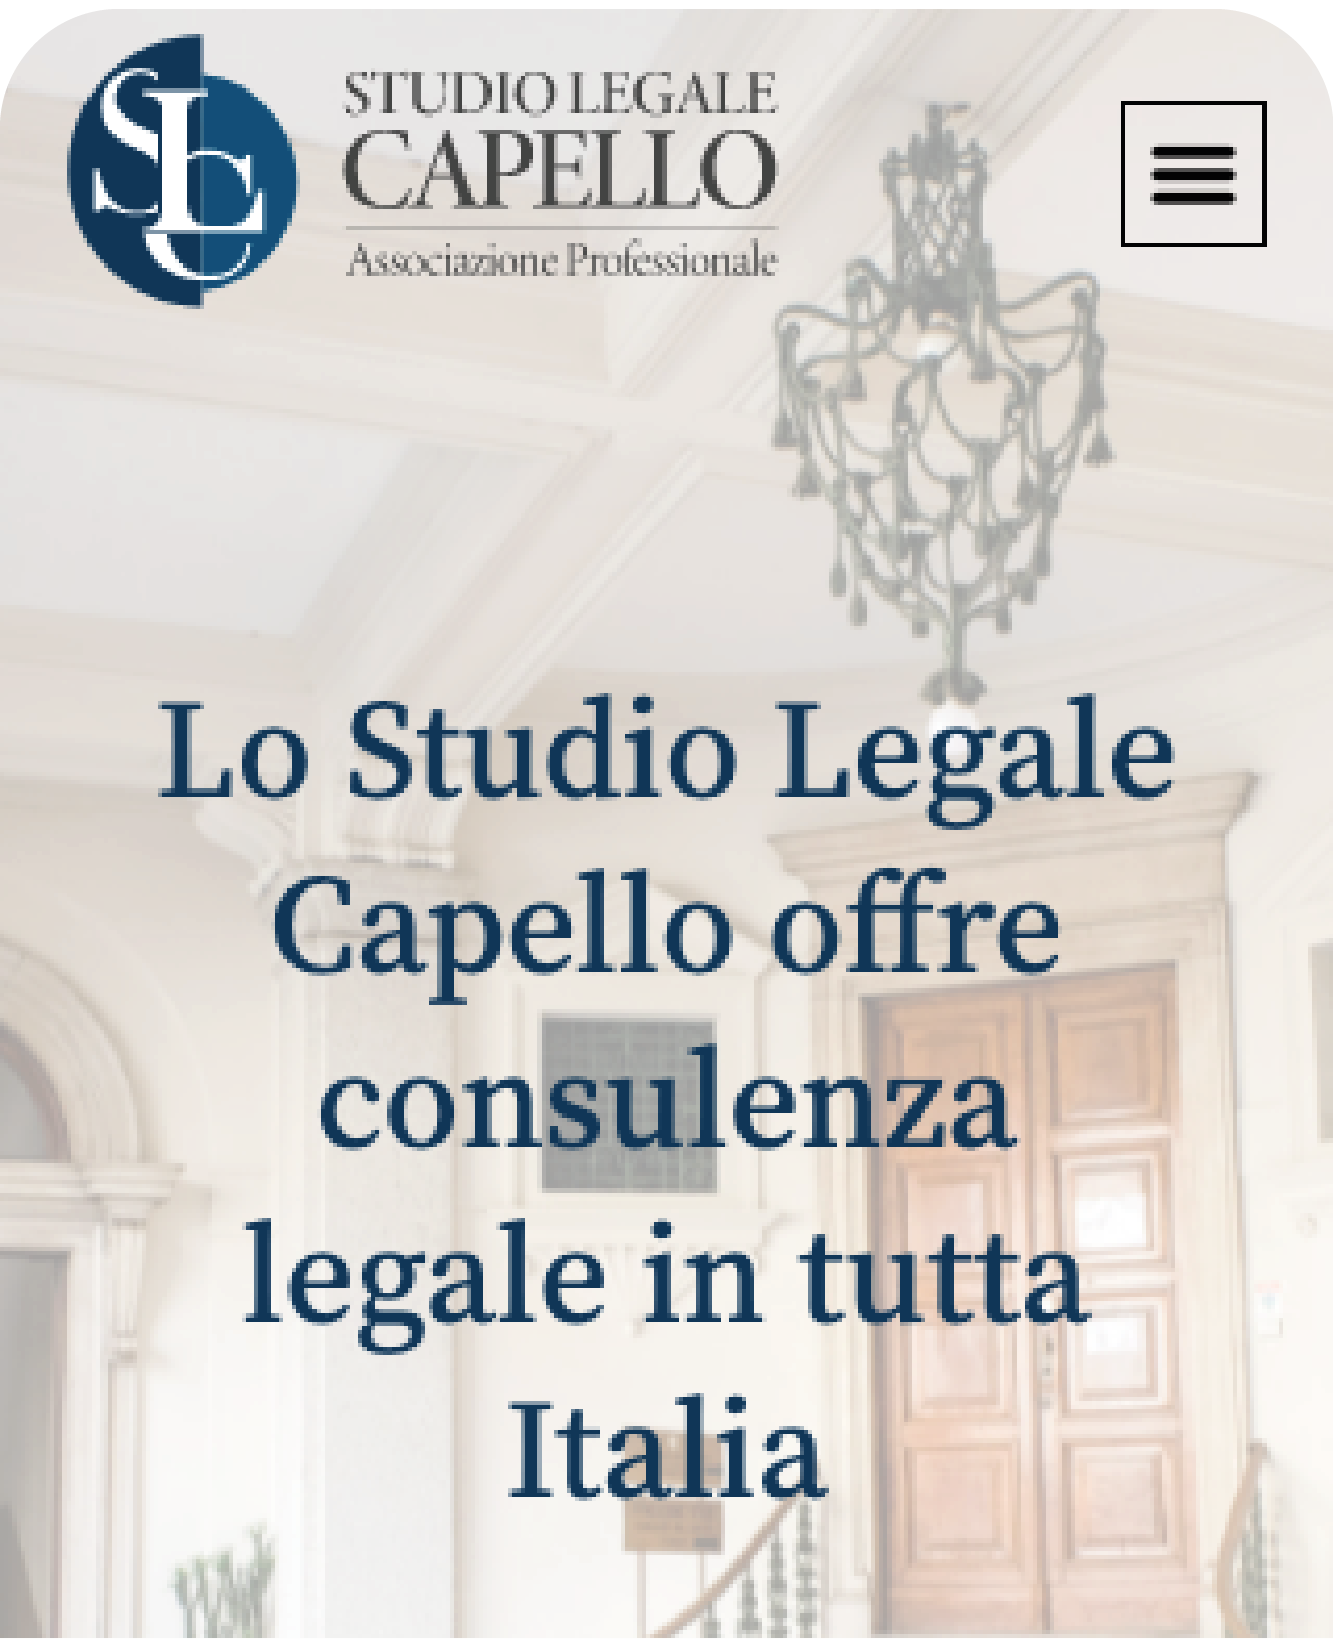 SLC
STUDIO LEGALE
CAPELLO
Associazione Professionale
Lo Studio Legale
Capello offre
consulenza
legale in tutta
Italia